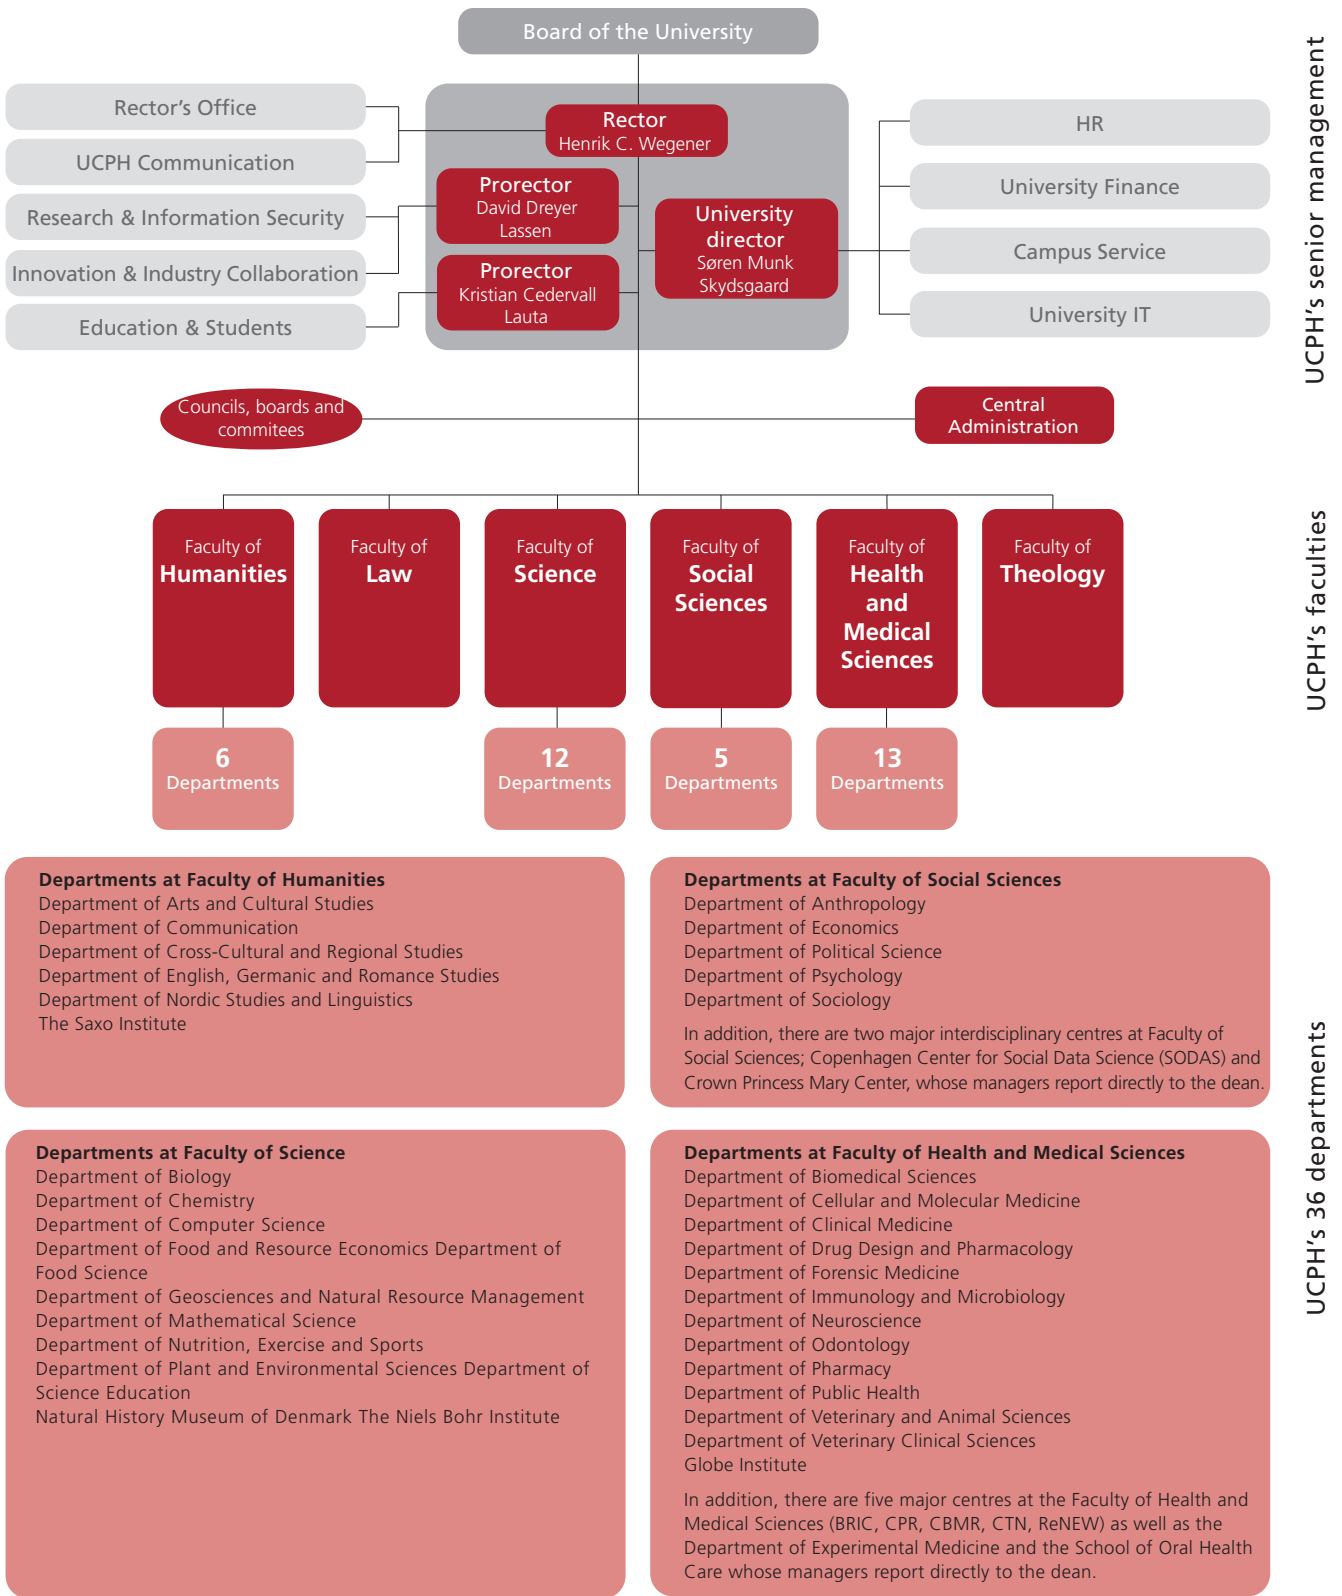 Board of the University
Rector's Office
UCPH Communication
Research & Information Security
Innovation & Industry Collaboration
Education & Students
Rector
Henrik C. Wegener
Prorector
David Dreyer
Lassen
Prorector
Kristian Cedervall
Lauta
University
director
Søren Munk
Skydsgaard
HR
University Finance
Campus Service
University IT
UCPH's senior management
Councils, boards and
commitees
Central
Administration
Faculty of
Humanities
Faculty of
Law
Faculty of
Science
Faculty of
Social
Sciences
Faculty of
Health
and
Medical
Sciences
Faculty of
Theology
UCPH's faculties
6
Departments
12
Departments
5
Departments
13
Departments
Departments at Faculty of Humanities
Department of Arts and Cultural Studies
Department of Communication
Department of Cross-Cultural and Regional Studies
Department of English, Germanic and Romance Studies
Department of Nordic Studies and Linguistics
The Saxo Institute
Departments at Faculty of Social Sciences
Department of Anthropology
Department of Economics
Department of Political Science
Department of Psychology
Department of Sociology
In addition, there are two major interdisciplinary centres at Faculty of
Social Sciences; Copenhagen Center for Social Data Science (SODAS) and
Crown Princess Mary Center, whose managers report directly to the dean.
Departments at Faculty of Science
Department of Biology
Department of Chemistry
Department of Computer Science
Department of Food and Resource Economics Department of
Food Science
Department of Geosciences and Natural Resource Management
Department of Mathematical Science
Department of Nutrition, Exercise and Sports
Department of Plant and Environmental Sciences Department of
Science Education
Natural History Museum of Denmark The Niels Bohr Institute
Departments at Faculty of Health and Medical Sciences
Department of Biomedical Sciences
Department of Cellular and Molecular Medicine
Department of Clinical Medicine
Department of Drug Design and Pharmacology
Department of Forensic Medicine
Department of Immunology and Microbiology
Department of Neuroscience
Department of Odontology
Department of Pharmacy
Department of Public Health
Department of Veterinary and Animal Sciences
Department of Veterinary Clinical Sciences
Globe Institute
In addition, there are five major centres at the Faculty of Health and
Medical Sciences (BRIC, CPR, CBMR, CTN, ReNEW) as well as the
Department of Experimental Medicine and the School of Oral Health
Care whose managers report directly to the dean.
UCPH's 36 departments